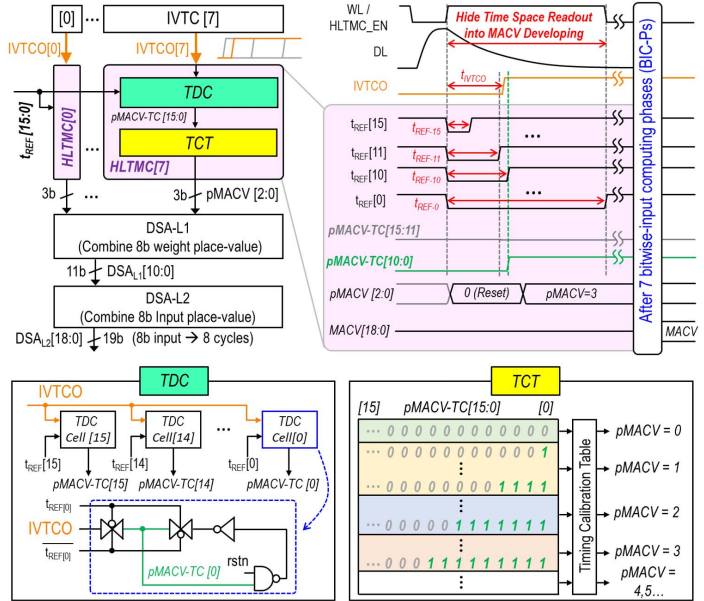 [0]
...
IVTC [7]
IVTCO[0]
IVTCO[7]
TDC
pMACV-TC [15:0]
TCT
HLTMC[0]
HLTMC[7]
tREF [15:0]
...
3b
...
3b
pMACV [2:0]
DSA-L1
(Combine 8b weight place-value)
11b
DSAL1[10:0]
DSA-L2
(Combine 8b Input place-value)
DSAL2[18:0]
19b
(8b input → 8 cycles)
WL /
HLTMC_EN
Hide Time Space Readout
into MACV Developing
DL
tIVTCO
IVTCO
tREF[15]
tREF-15
...
tREF[11]
tREF-11
tREF[10]
tREF-10
...
tREF[0]
tREF-0
pMACV-TC[15:11]
pMACV-TC[10:0]
pMACV [2:0]
0 (Reset)
pMACV=3
MACV[18:0]
MACV
After 7 bitwise-input computing phases (BIC-Ps)
TDC
IVTCO
TDC
Cell [15]
TDC
Cell[14]
...
TDC
Cell[0]
tREF[15]
tREF[14]
tREF[0]
pMACV-TC[15]
pMACV-TC[14]
pMACV-TC [0]
tREF[0]
IVTCO
tREF[0]
rstn
pMACV-TC [0]
TCT
[15]
pMACV-TC[15:0]
[0]
··· 0 0 0 0 0 0 0 0 0 0 0 0
··· 0 0 0 0 0 0 0 0 0 0 0 1
⋮
··· 0 0 0 0 0 0 0 0 1 1 1 1
⋮
··· 0 0 0 0 0 1 1 1 1 1 1 1
⋮
··· 0 0 0 1 1 1 1 1 1 1 1 1
⋮
Timing Calibration Table
pMACV = 0
pMACV = 1
pMACV = 2
pMACV = 3
pMACV =
4,5...